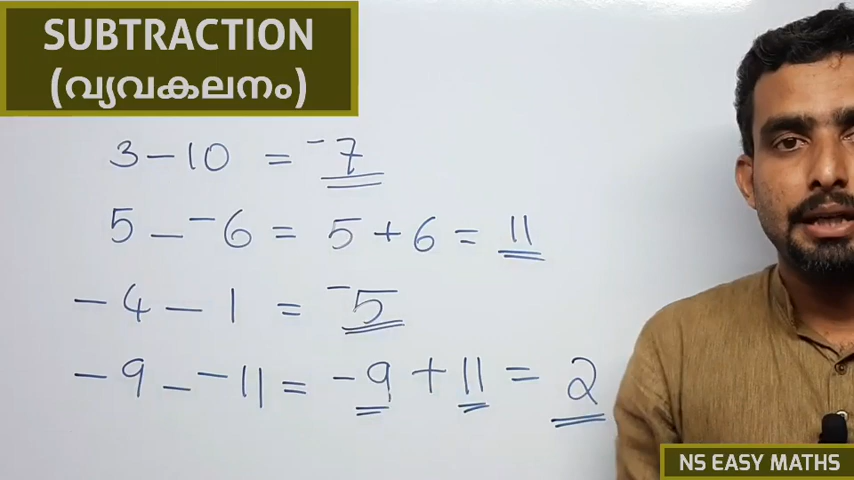 SUBTRACTION
(വ്യവകലനം)
3 - 10 = ⁻7
5 - ⁻6 = 5 + 6 = 11
- 4 - 1 = ⁻5
- 9 - ⁻11 = - 9 + 11 = 2
NS EASY MATHS